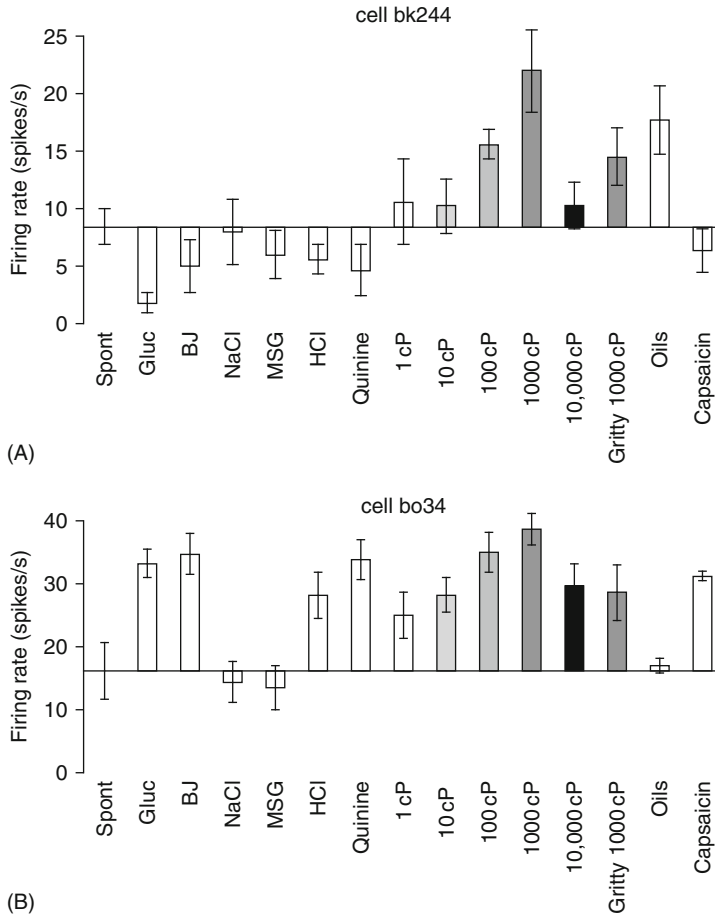 cell bk244
Firing rate (spikes/s)
25
20
15
10
5
0
Spont
Gluc
BJ
NaCl
MSG
HCl
Quinine
1 cP
10 cP
100 cP
1000 cP
10,000 cP
Gritty 1000 cP
Oils
Capsaicin
(A)
cell bo34
Firing rate (spikes/s)
40
30
20
10
0
Spont
Gluc
BJ
NaCl
MSG
HCl
Quinine
1 cP
10 cP
100 cP
1000 cP
10,000 cP
Gritty 1000 cP
Oils
Capsaicin
(B)